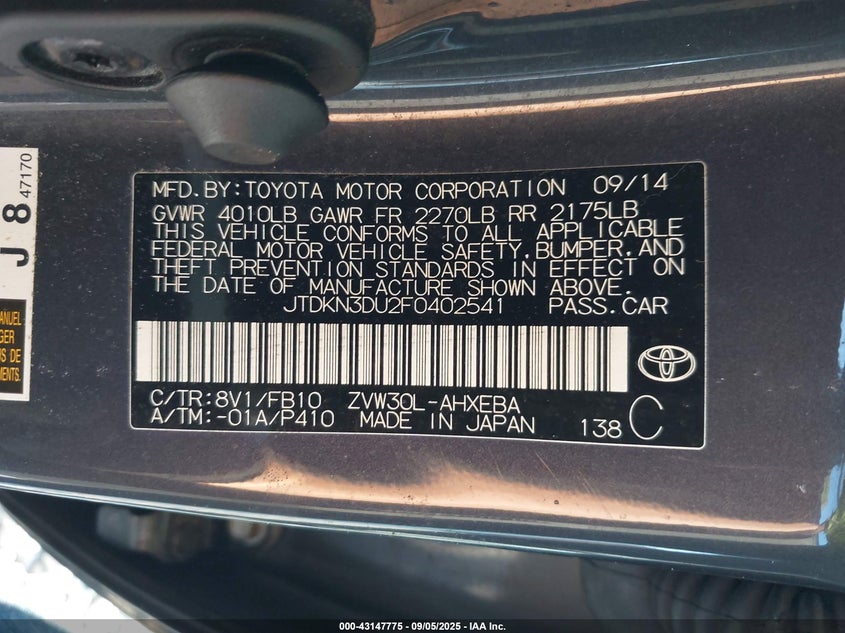 MFD. BY: TOYOTA MOTOR CORPORATION 09/14
GVWR 4010LB GAWR FR 2270LB RR 2175LB
THIS VEHICLE CONFORMS TO ALL APPLICABLE
FEDERAL MOTOR VEHICLE SAFETY, BUMPER, AND
THEFT PREVENTION STANDARDS IN EFFECT ON
THE DATE OF MANUFACTURE SHOWN ABOVE.
JTDKN3DU2F0402541 PASS. CAR
C/TR: 8V1/FB10 ZVW30L-AHXEBA
A/TM: -01A/P410 MADE IN JAPAN 138 C
J 8 47170
US DE
000-43147775 - 09/05/2025 - IAA Inc.